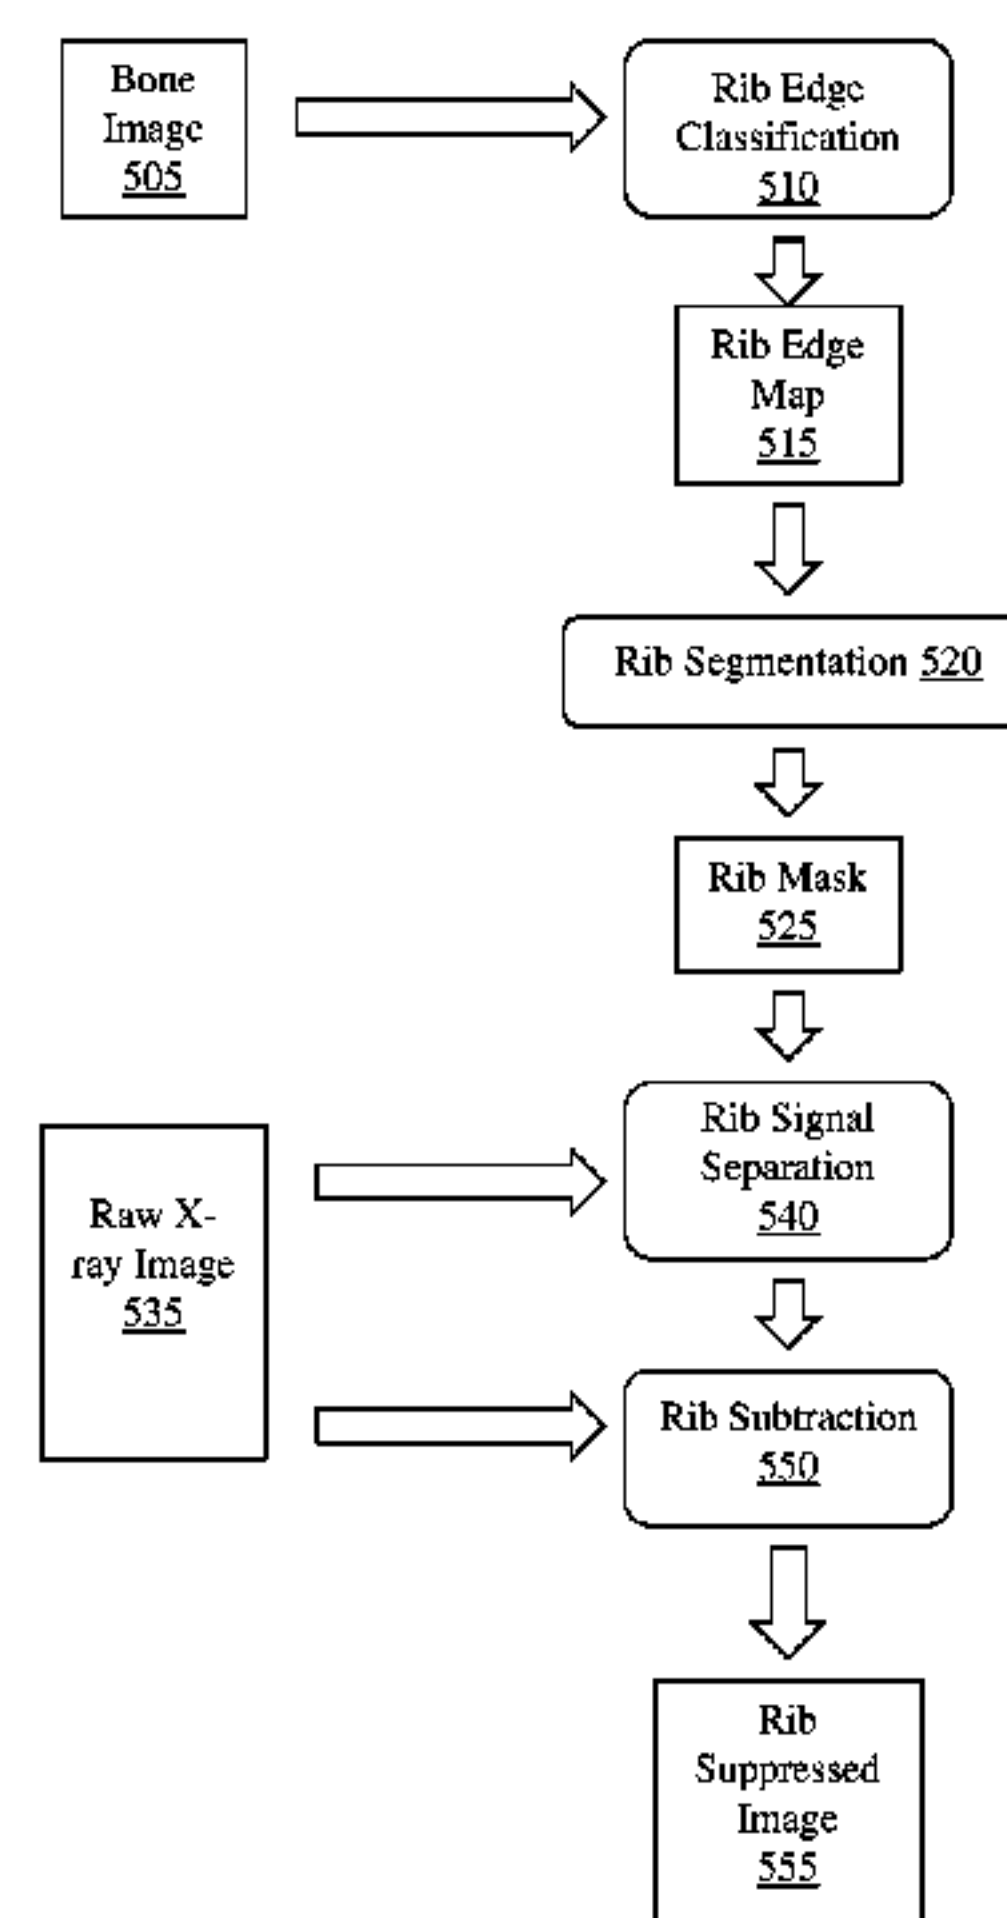 Bone
Image
505
Rib Edge
Classification
510
Rib Edge
Map
515
Rib Segmentation 520
Rib Mask
525
Rib Signal
Separation
540
Raw X-
ray Image
535
Rib Subtraction
550
Rib
Suppressed
Image
555